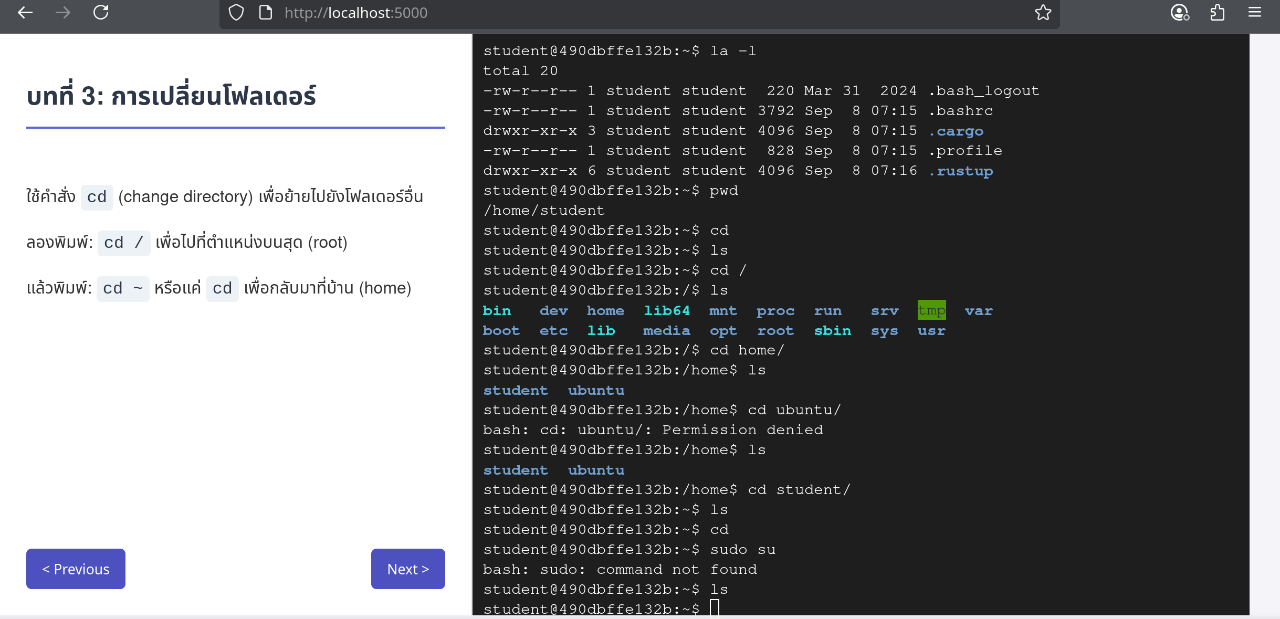 http://localhost:5000
บทที่ 3: การเปลี่ยนโฟลเดอร์
ใช้คำสั่ง cd (change directory) เพื่อย้ายไปยังโฟลเดอร์อื่น
ลองพิมพ์: cd / เพื่อไปที่ตำแหน่งบนสุด (root)
แล้วพิมพ์: cd ~ หรือแค่ cd เพื่อกลับมาที่บ้าน (home)
< Previous
Next >
student@490dbffe132b:~$ la -l
total 20
-rw-r--r-- 1 student student  220 Mar 31  2024 .bash_logout
-rw-r--r-- 1 student student 3792 Sep  8 07:15 .bashrc
drwxr-xr-x 3 student student 4096 Sep  8 07:15 .cargo
-rw-r--r-- 1 student student  828 Sep  8 07:15 .profile
drwxr-xr-x 6 student student 4096 Sep  8 07:16 .rustup
student@490dbffe132b:~$ pwd
/home/student
student@490dbffe132b:~$ cd
student@490dbffe132b:~$ ls
student@490dbffe132b:~$ cd /
student@490dbffe132b:/$ ls
bin   dev  home  lib64  mnt  proc  run   srv  tmp  var
boot  etc  lib   media  opt  root  sbin  sys  usr
student@490dbffe132b:/$ cd home/
student@490dbffe132b:/home$ ls
student  ubuntu
student@490dbffe132b:/home$ cd ubuntu/
bash: cd: ubuntu/: Permission denied
student@490dbffe132b:/home$ ls
student  ubuntu
student@490dbffe132b:/home$ cd student/
student@490dbffe132b:~$ ls
student@490dbffe132b:~$ cd
student@490dbffe132b:~$ sudo su
bash: sudo: command not found
student@490dbffe132b:~$ ls
student@490dbffe132b:~$